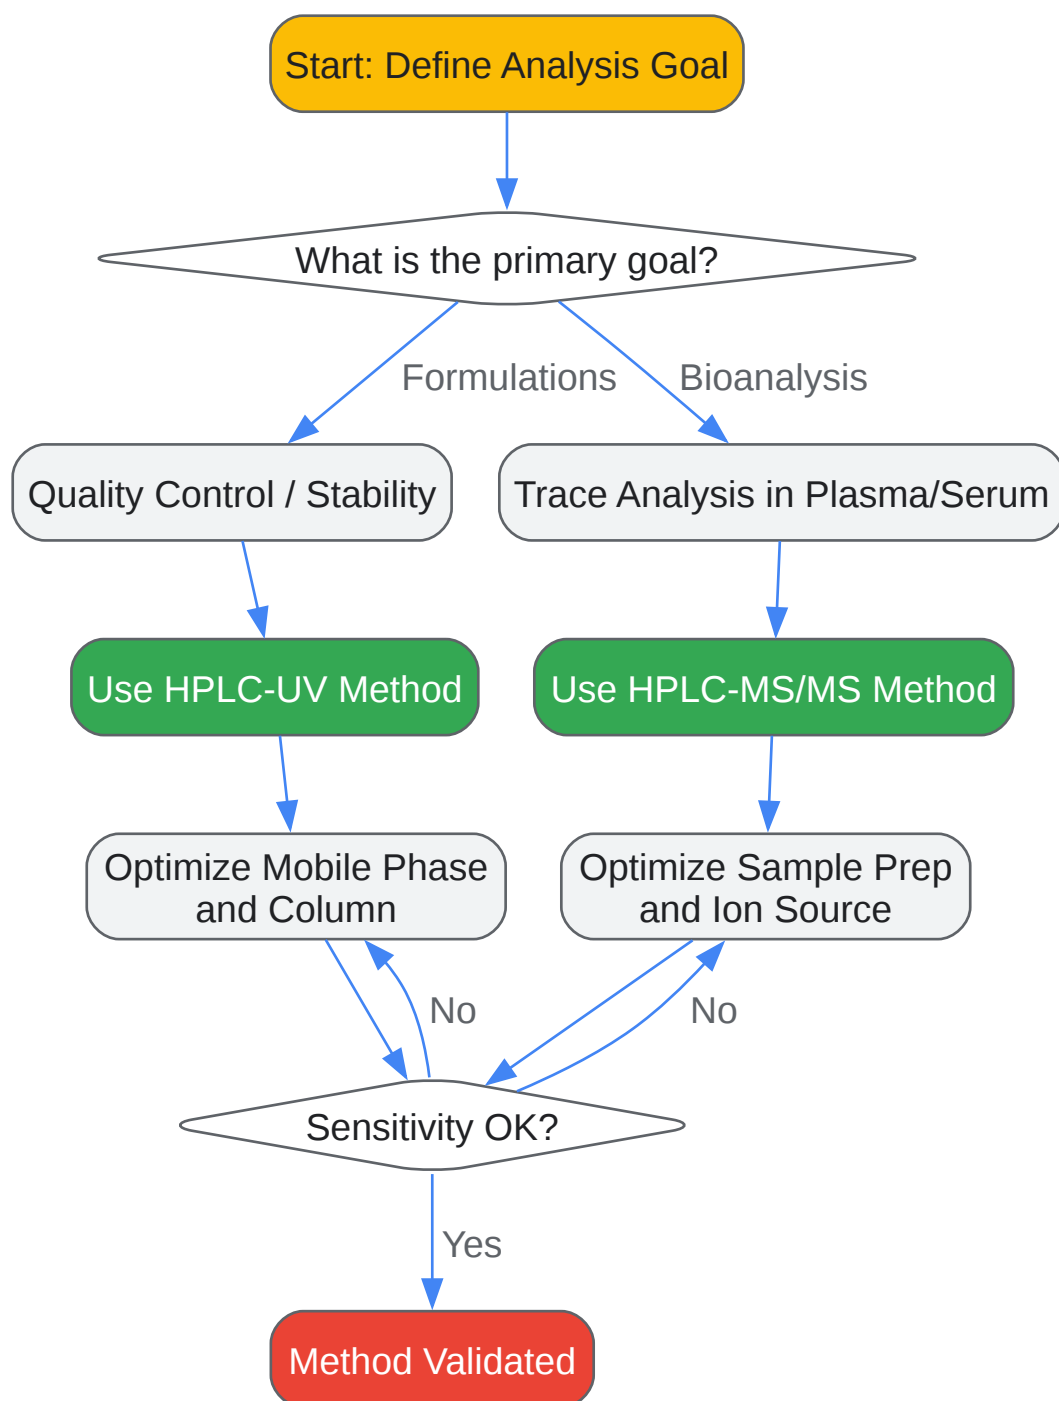 Start: Define Analysis Goal
What is the primary goal?
Formulations
Bioanalysis
Quality Control / Stability
Trace Analysis in Plasma/Serum
Use HPLC-UV Method
Use HPLC-MS/MS Method
Optimize Mobile Phase
and Column
Optimize Sample Prep
and Ion Source
No
No
Sensitivity OK?
Yes
Method Validated